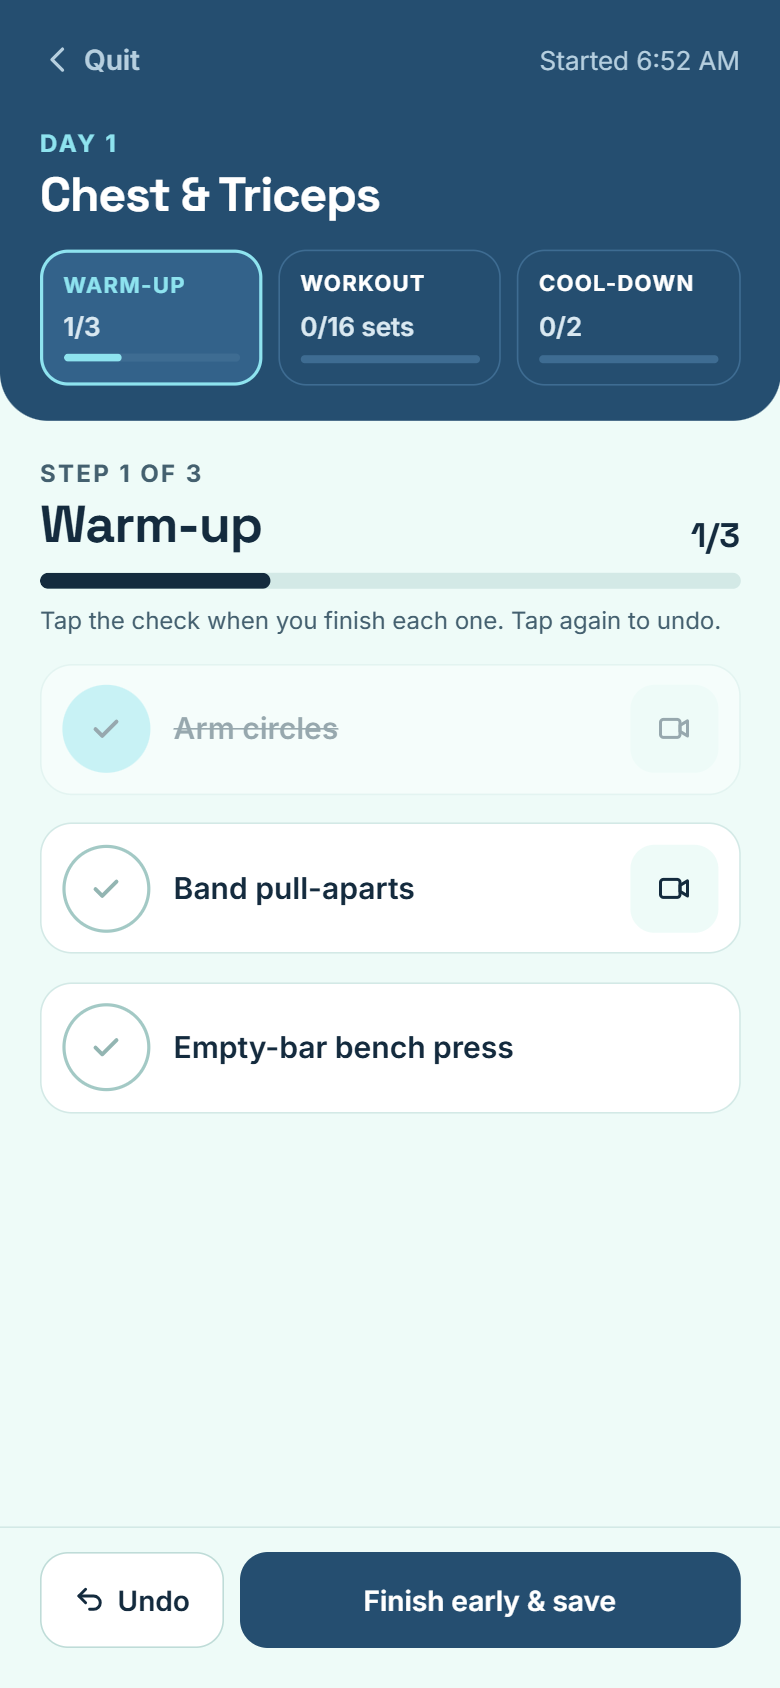 Quit
Started 6:52 AM
DAY 1
Chest & Triceps
WARM-UP
1/3
WORKOUT
0/16 sets
COOL-DOWN
0/2
STEP 1 OF 3
Warm-up
1/3
Tap the check when you finish each one. Tap again to undo.
Arm circles
Band pull-aparts
Empty-bar bench press
Undo
Finish early & save